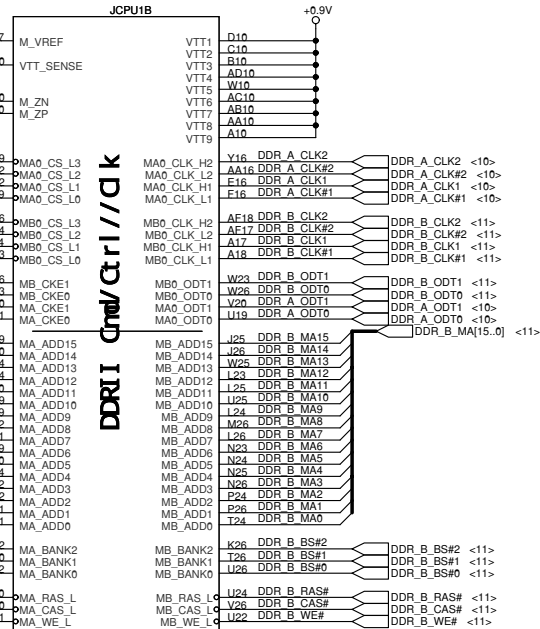 JCPU1B
+0.9V
M_VREF VTT1 D10
VTT2 C10
VTT_SENSE VTT3 B10
VTT4 AD10
VTT5 W10
M_ZN VTT6 AC10
M_ZP VTT7 AB10
VTT8 AA10
VTT9 A10
DDRII Cmd/Ctrl//Clk
MA0_CS_L3 MA0_CLK_H2 Y16 DDR_A_CLK2 DDR_A_CLK2 <10>
MA0_CS_L2 MA0_CLK_L2 AA16 DDR_A_CLK#2 DDR_A_CLK#2 <10>
MA0_CS_L1 MA0_CLK_H1 E16 DDR_A_CLK1 DDR_A_CLK1 <10>
MA0_CS_L0 MA0_CLK_L1 F16 DDR_A_CLK#1 DDR_A_CLK#1 <10>
MB0_CS_L3 MB0_CLK_H2 AF18 DDR_B_CLK2 DDR_B_CLK2 <11>
MB0_CS_L2 MB0_CLK_L2 AF17 DDR_B_CLK#2 DDR_B_CLK#2 <11>
MB0_CS_L1 MB0_CLK_H1 A17 DDR_B_CLK1 DDR_B_CLK1 <11>
MB0_CS_L0 MB0_CLK_L1 A18 DDR_B_CLK#1 DDR_B_CLK#1 <11>
MB_CKE1 MB0_ODT1 W23 DDR_B_ODT1 DDR_B_ODT1 <11>
MB_CKE0 MB0_ODT0 W26 DDR_B_ODT0 DDR_B_ODT0 <11>
MA_CKE1 MA0_ODT1 V20 DDR_A_ODT1 DDR_A_ODT1 <10>
MA_CKE0 MA0_ODT0 U19 DDR_A_ODT0 DDR_A_ODT0 <10>
DDR_B_MA[15..0] <11>
MA_ADD15 MB_ADD15 J25 DDR_B_MA15
MA_ADD14 MB_ADD14 J26 DDR_B_MA14
MA_ADD13 MB_ADD13 W25 DDR_B_MA13
MA_ADD12 MB_ADD12 L23 DDR_B_MA12
MA_ADD11 MB_ADD11 L25 DDR_B_MA11
MA_ADD10 MB_ADD10 U25 DDR_B_MA10
MA_ADD9 MB_ADD9 L24 DDR_B_MA9
MA_ADD8 MB_ADD8 M26 DDR_B_MA8
MA_ADD7 MB_ADD7 L26 DDR_B_MA7
MA_ADD6 MB_ADD6 N23 DDR_B_MA6
MA_ADD5 MB_ADD5 N24 DDR_B_MA5
MA_ADD4 MB_ADD4 N25 DDR_B_MA4
MA_ADD3 MB_ADD3 N26 DDR_B_MA3
MA_ADD2 MB_ADD2 P24 DDR_B_MA2
MA_ADD1 MB_ADD1 P26 DDR_B_MA1
MA_ADD0 MB_ADD0 T24 DDR_B_MA0
MA_BANK2 MB_BANK2 K26 DDR_B_BS#2 DDR_B_BS#2 <11>
MA_BANK1 MB_BANK1 T26 DDR_B_BS#1 DDR_B_BS#1 <11>
MA_BANK0 MB_BANK0 U26 DDR_B_BS#0 DDR_B_BS#0 <11>
MA_RAS_L MB_RAS_L U24 DDR_B_RAS# DDR_B_RAS# <11>
MA_CAS_L MB_CAS_L V26 DDR_B_CAS# DDR_B_CAS# <11>
MA_WE_L MB_WE_L U22 DDR_B_WE# DDR_B_WE# <11>